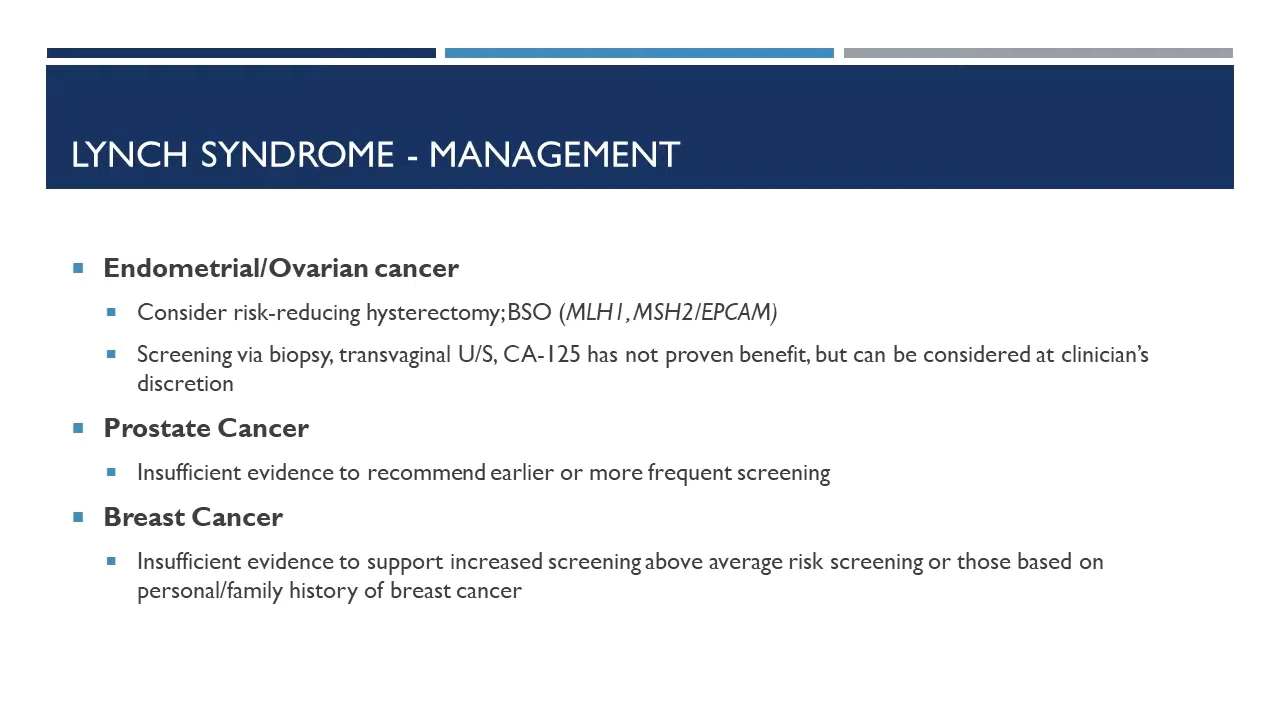 LYNCH SYNDROME - MANAGEMENT
Endometrial/Ovarian cancer
Consider risk-reducing hysterectomy; BSO (MLH1, MSH2/EPCAM)
Screening via biopsy, transvaginal U/S, CA-125 has not proven benefit, but can be considered at clinician’s
discretion
Prostate Cancer
Insufficient evidence to recommend earlier or more frequent screening
Breast Cancer
Insufficient evidence to support increased screening above average risk screening or those based on
personal/family history of breast cancer